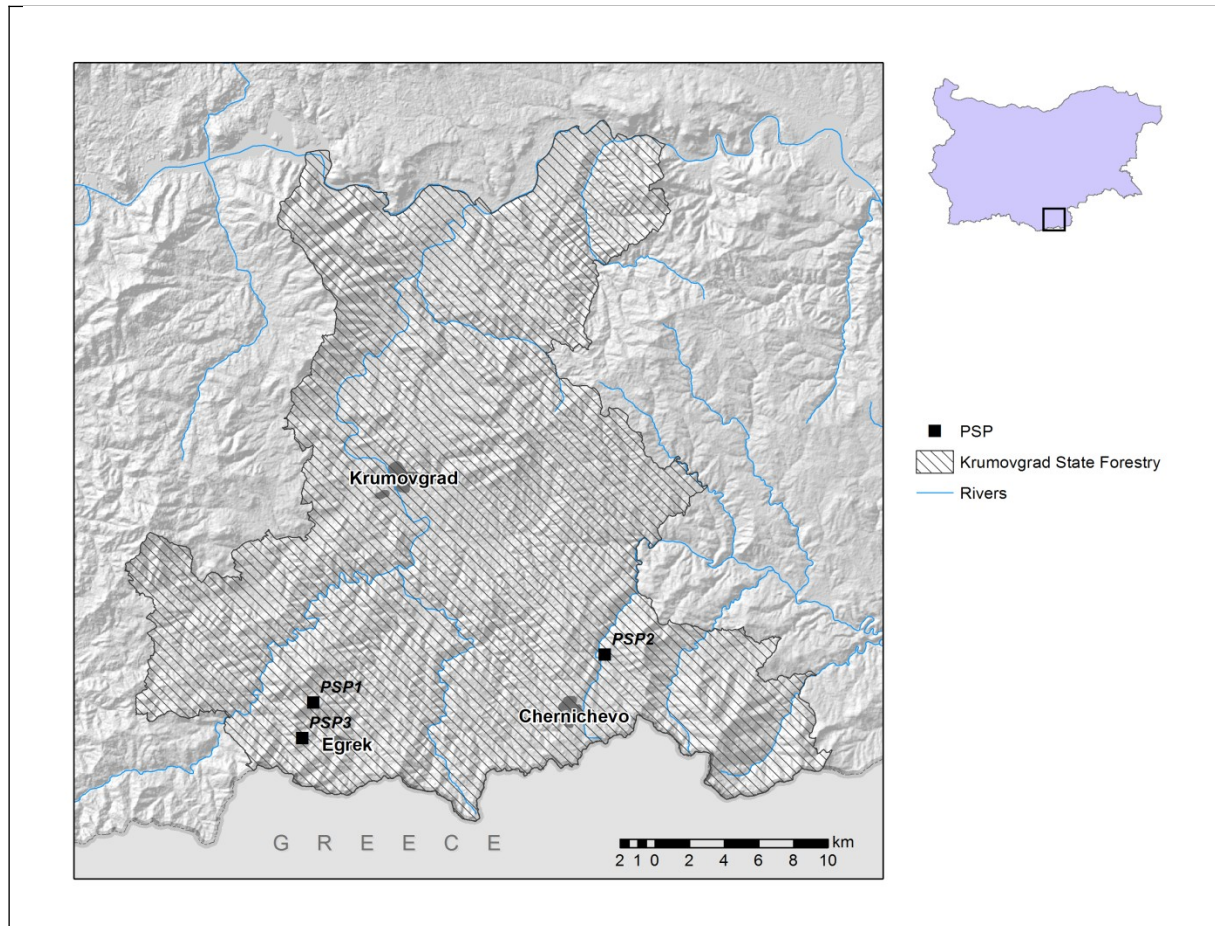 PSP
Krumovgrad State Forestry
Rivers
Krumovgrad
PSP2
PSP1
Chernichevo
PSP3
Egrek
G R E E C E
km
2 1 0 2 4 6 8 10